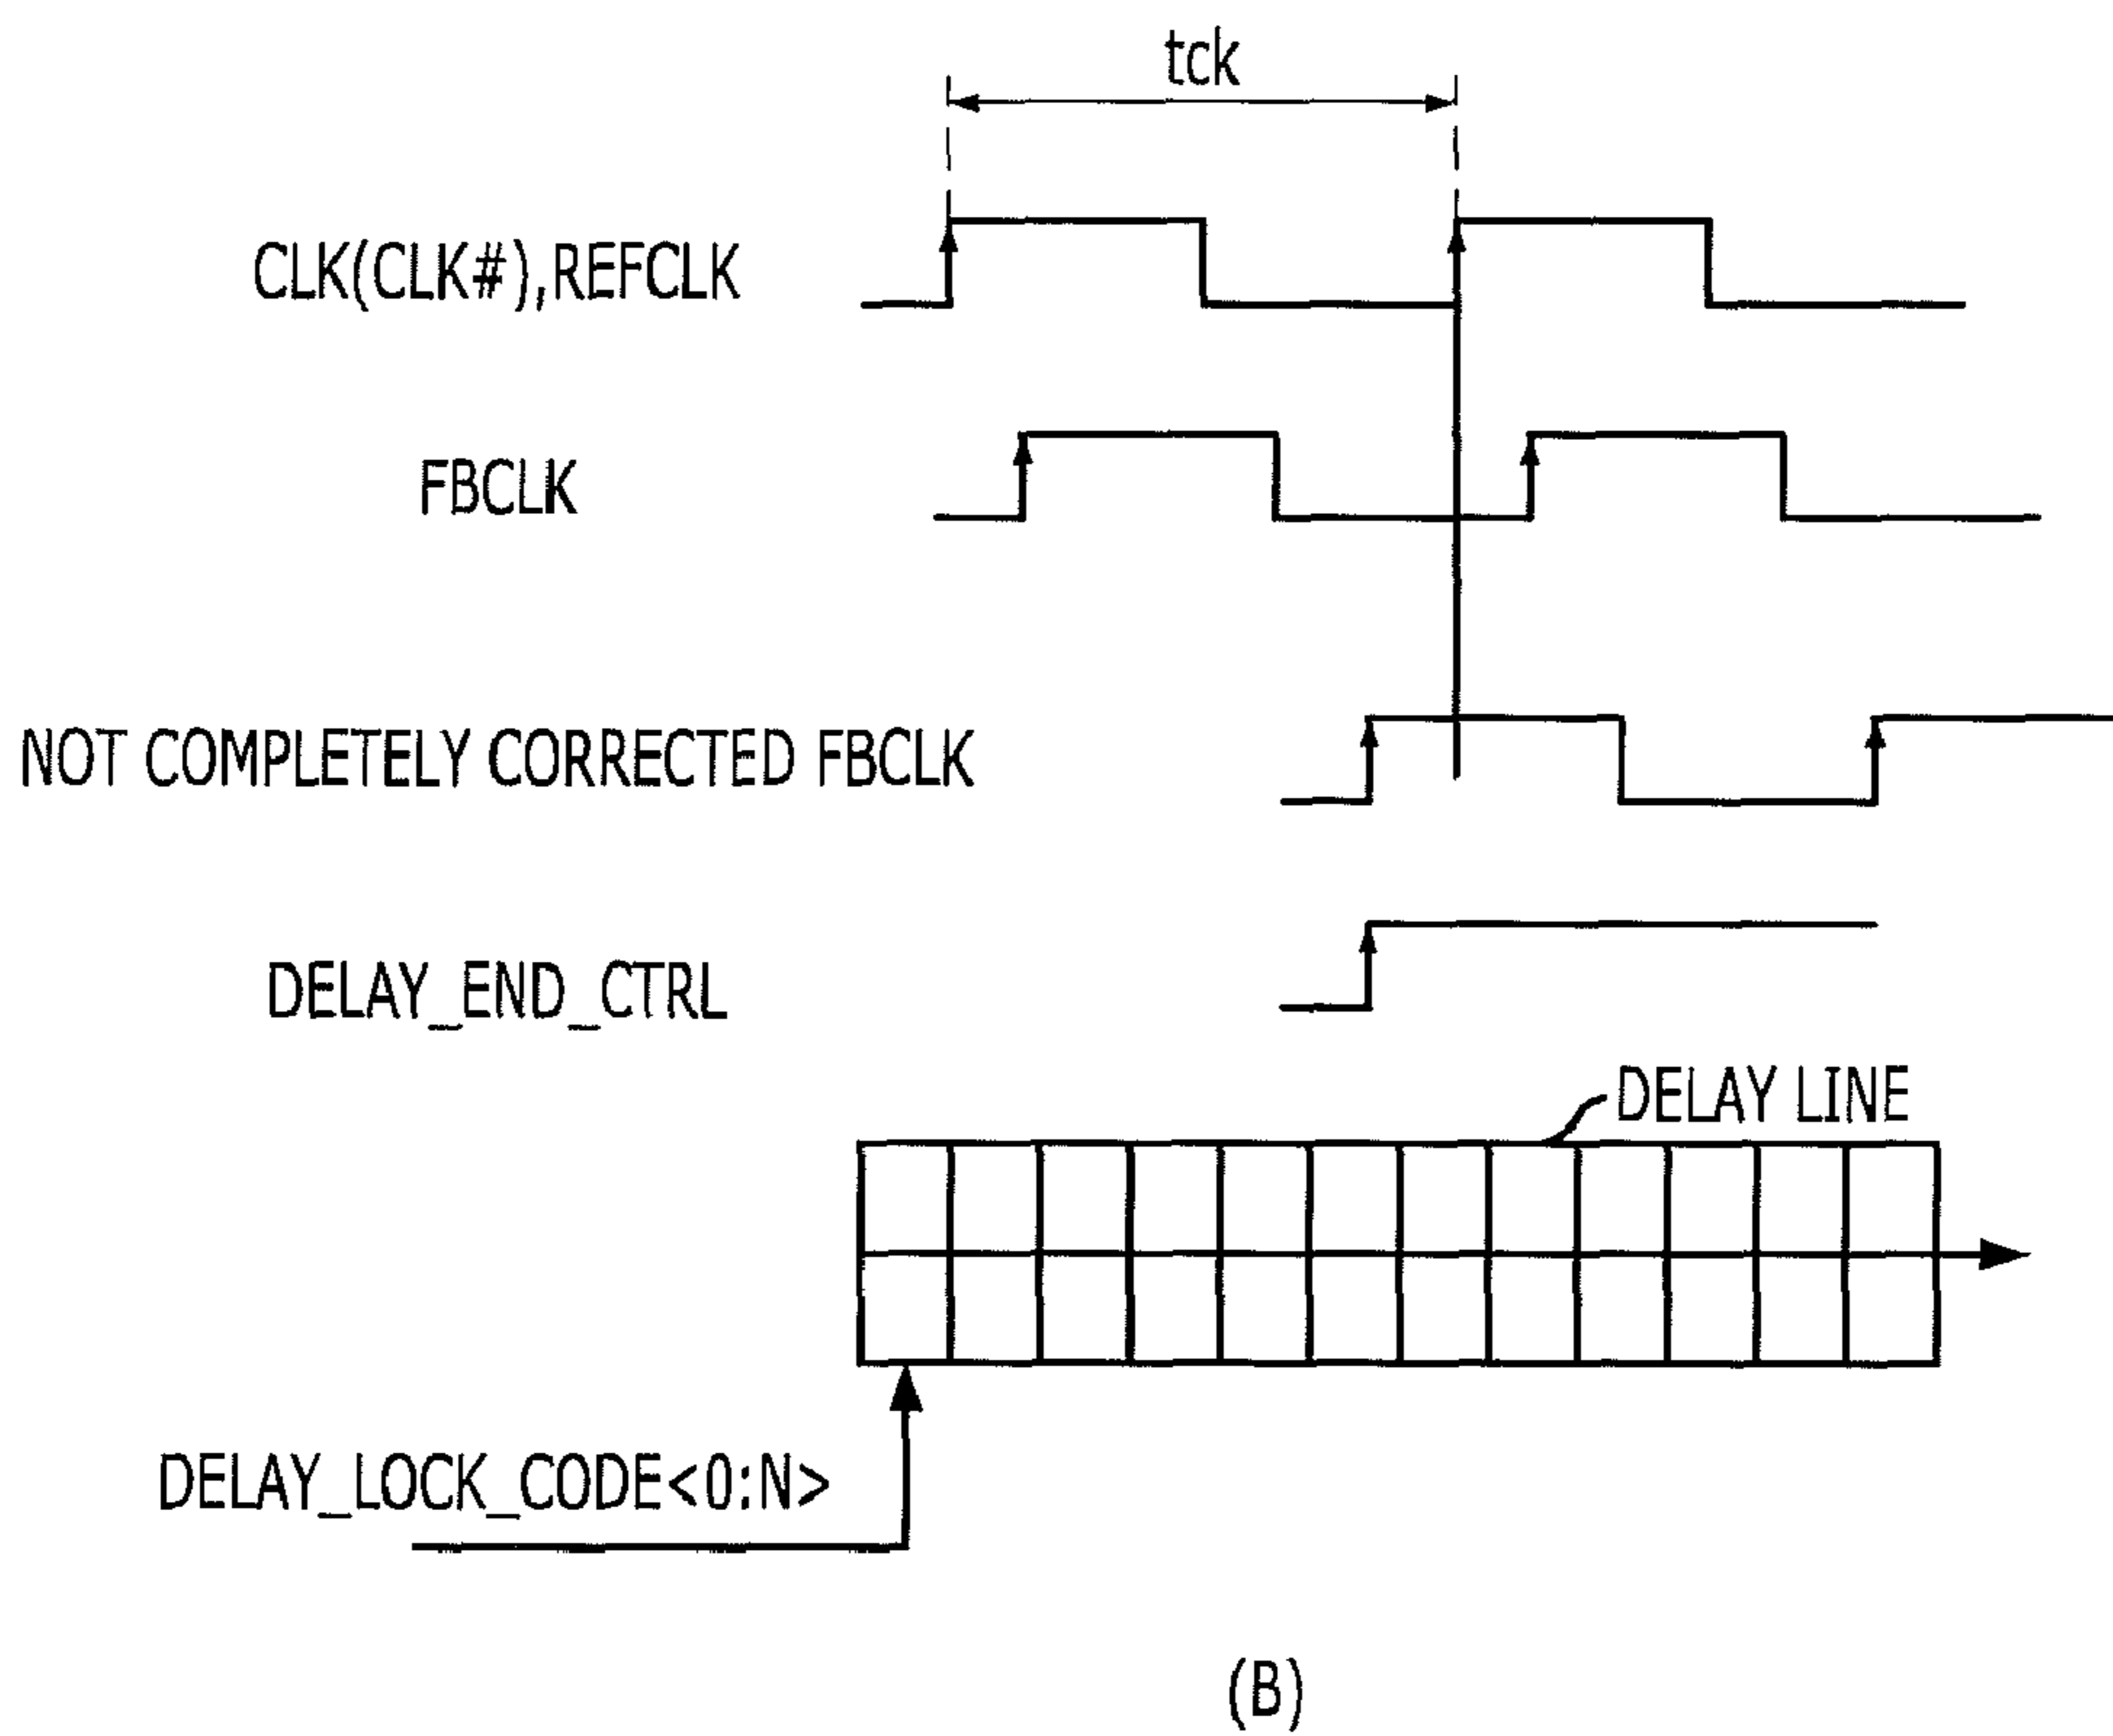 tck
CLK(CLK#),REFCLK
FBCLK
NOT COMPLETELY CORRECTED FBCLK
DELAY_END_CTRL
DELAY LINE
DELAY_LOCK_CODE<0:N>
(B)